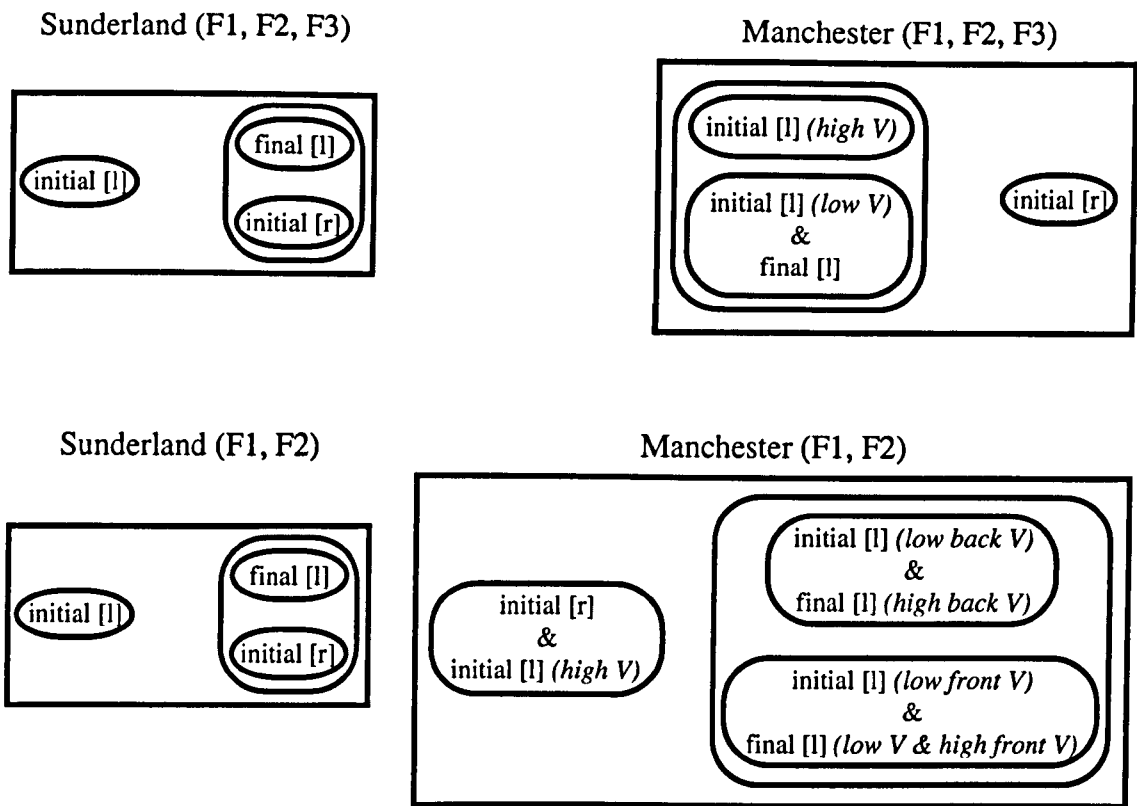 Sunderland (F1, F2, F3)
initial [l]
final [l]
initial [r]
Manchester (F1, F2, F3)
initial [l] (high V)
initial [l] (low V)
&
final [l]
initial [r]
Sunderland (F1, F2)
initial [l]
final [l]
initial [r]
Manchester (F1, F2)
initial [r]
&
initial [l] (high V)
initial [l] (low back V)
&
final [l] (high back V)
initial [l] (low front V)
&
final [l] (low V & high front V)